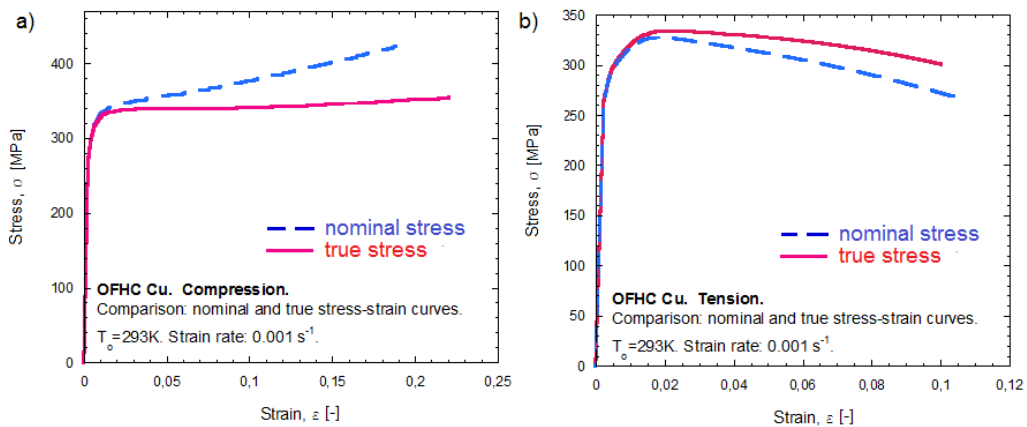 a)
Stress, σ [MPa]
400
300
200
100
0
nominal stress
true stress
OFHC Cu. Compression.
Comparison: nominal and true stress-strain curves.
To=293K. Strain rate: 0.001 s-1.
0
0,05
0,1
0,15
0,2
0,25
Strain, ε [-]
b)
Stress, σ [MPa]
350
300
250
200
150
100
50
0
nominal stress
true stress
OFHC Cu. Tension.
Comparison: nominal and true stress-strain curves.
To=293K. Strain rate: 0.001 s-1.
0
0,02
0,04
0,06
0,08
0,1
0,12
Strain, ε [-]